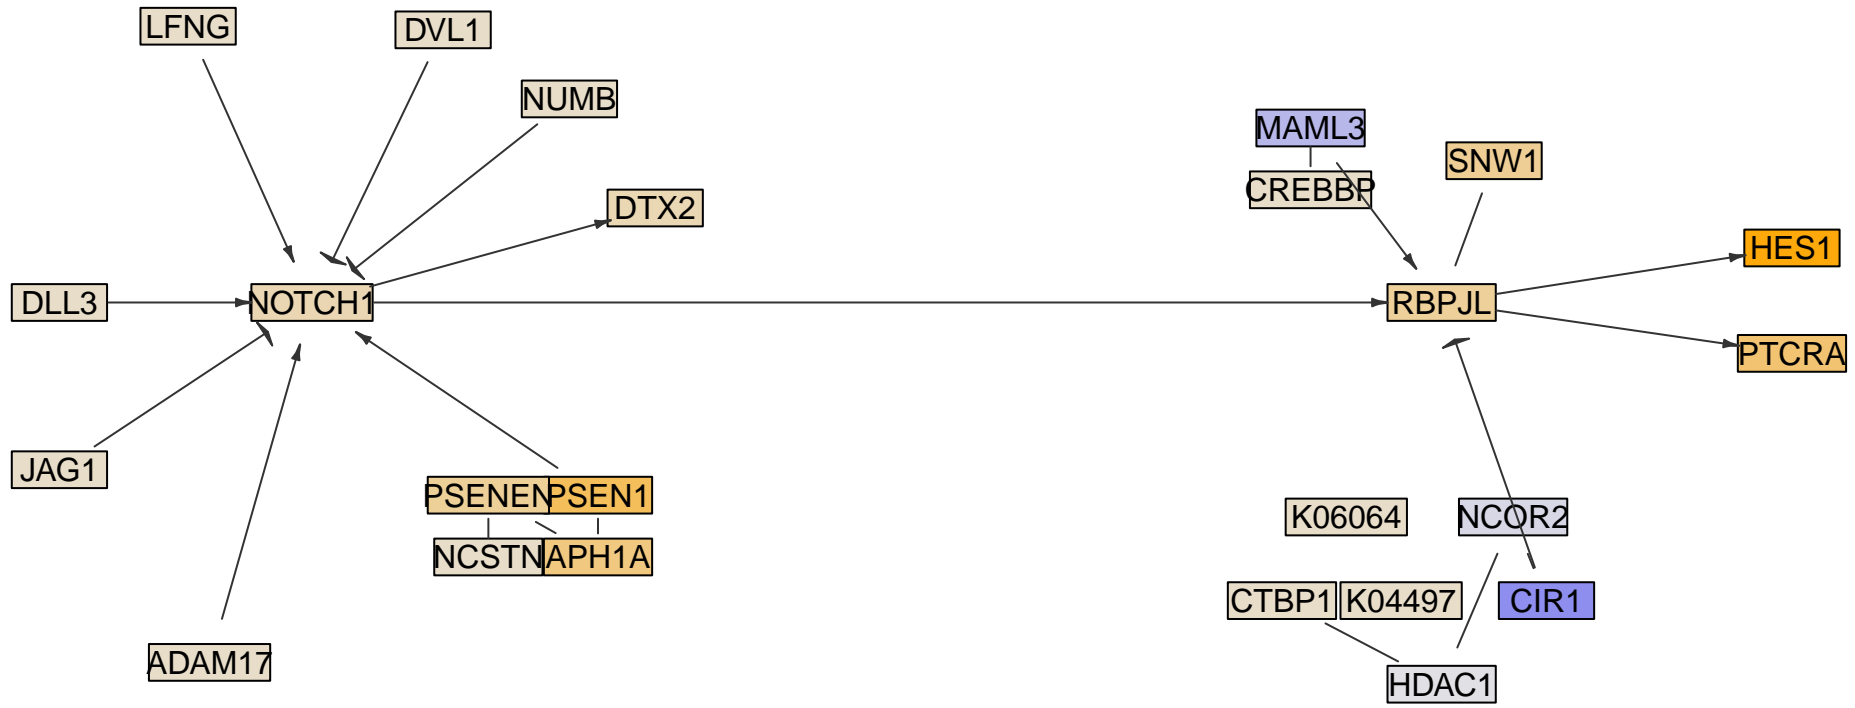 LFNG
DVL1
NUMB
MAML3
SNW1
CREBBP
DTX2
HES1
DLL3
NOTCH1
RBPJL
PTCRA
JAG1
PSENEN
PSEN1
K06064
NCOR2
NCSTN
APH1A
CTBP1
K04497
CIR1
ADAM17
HDAC1